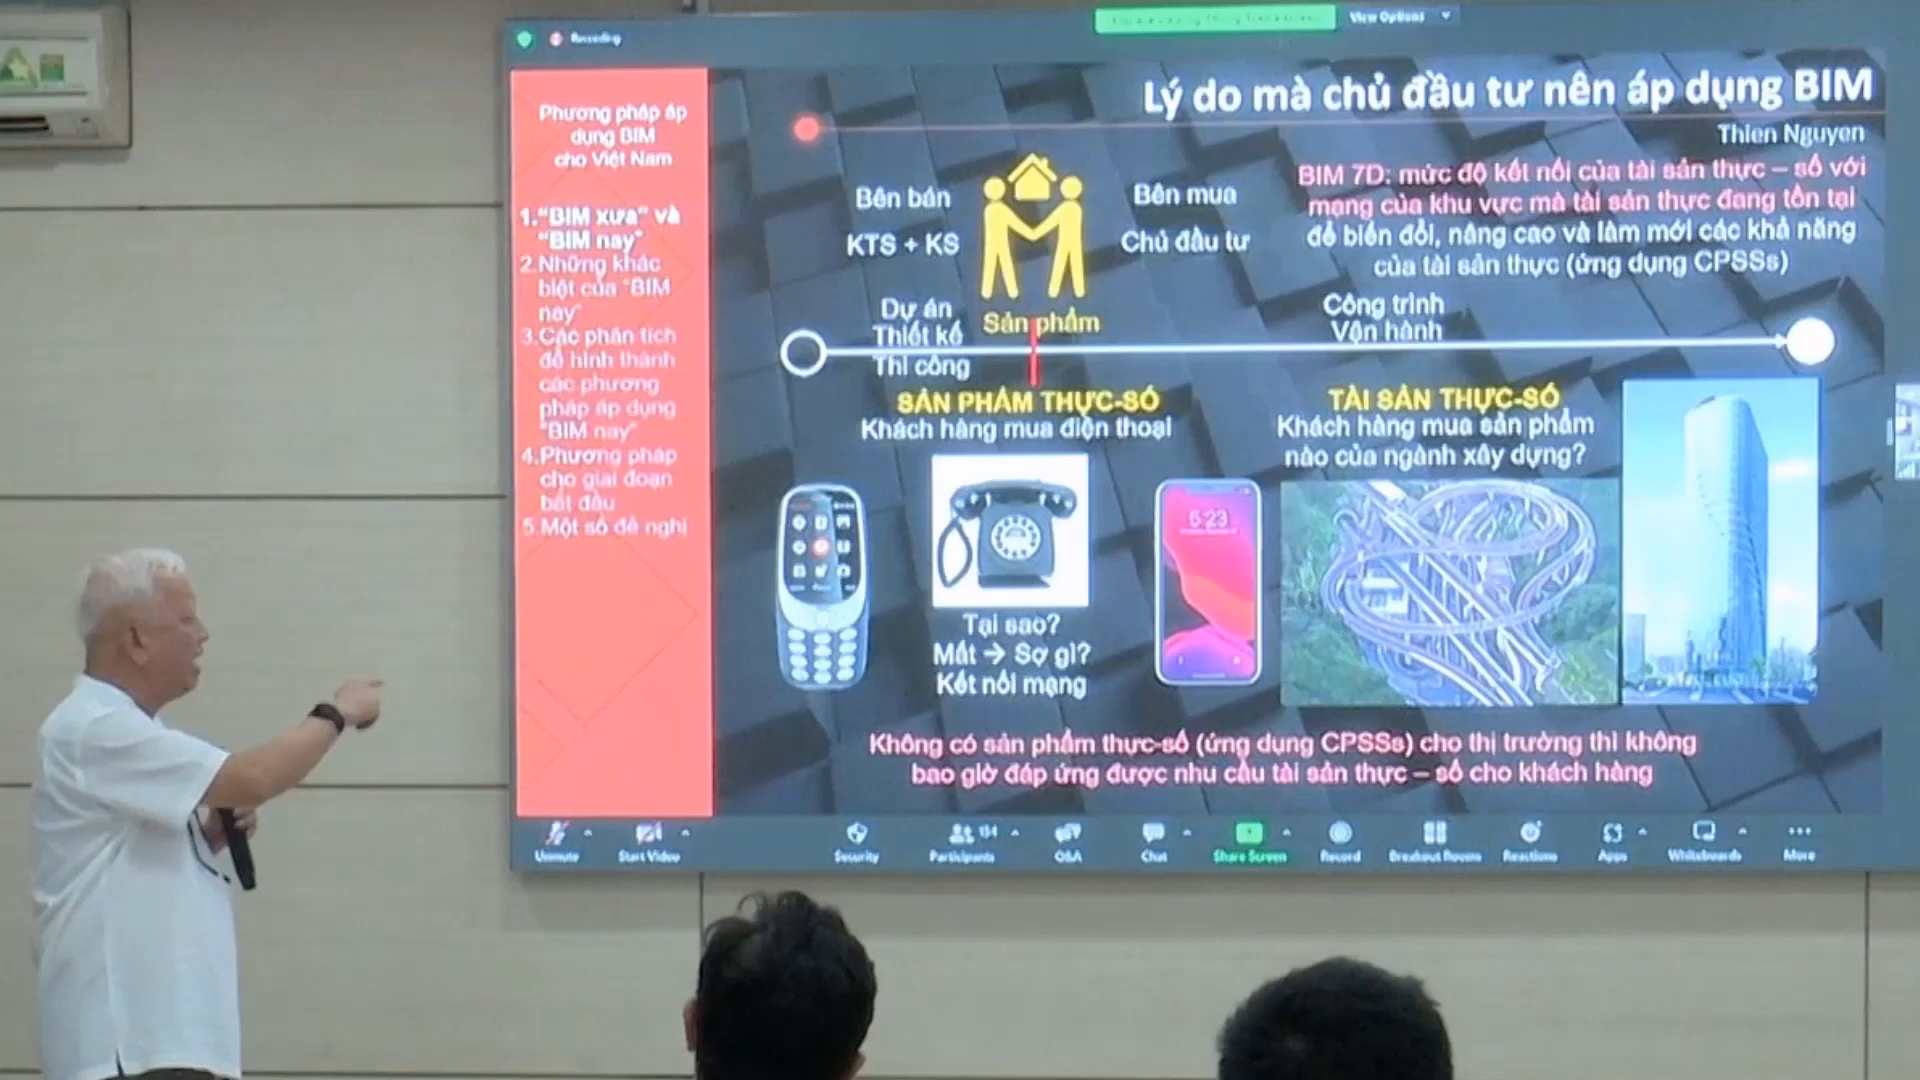 Recording
View Options
Phương pháp áp
dụng BIM
cho Việt Nam
1."BIM xưa" và
"BIM nay"
2.Những khác
biệt của "BIM
nay"
3.Các phân tích
để hình thành
các phương
pháp áp dụng
"BIM nay"
4.Phương pháp
cho giai đoạn
bắt đầu
5.Một số đề nghị
Lý do mà chủ đầu tư nên áp dụng BIM
Thien Nguyen
Bên bán
KTS + KS
Bên mua
Chủ đầu tư
BIM 7D: mức độ kết nối của tài sản thực – số với
mạng của khu vực mà tài sản thực đang tồn tại
để biến đổi, nâng cao và làm mới các khả năng
của tài sản thực (ứng dụng CPSSs)
Dự án
Thiết kế
Thi công
Sản phẩm
Công trình
Vận hành
SẢN PHẨM THỰC-SỐ
Khách hàng mua điện thoại
TÀI SẢN THỰC-SỐ
Khách hàng mua sản phẩm
nào của ngành xây dựng?
5:23
Tại sao?
Mất → Sợ gì?
Kết nối mạng
Không có sản phẩm thực-số (ứng dụng CPSSs) cho thị trường thì không
bao giờ đáp ứng được nhu cầu tài sản thực – số cho khách hàng
Unmute
Start Video
Security
Participants
Q&A
Chat
Share Screen
Record
Breakout Rooms
Reactions
Apps
Whiteboards
More